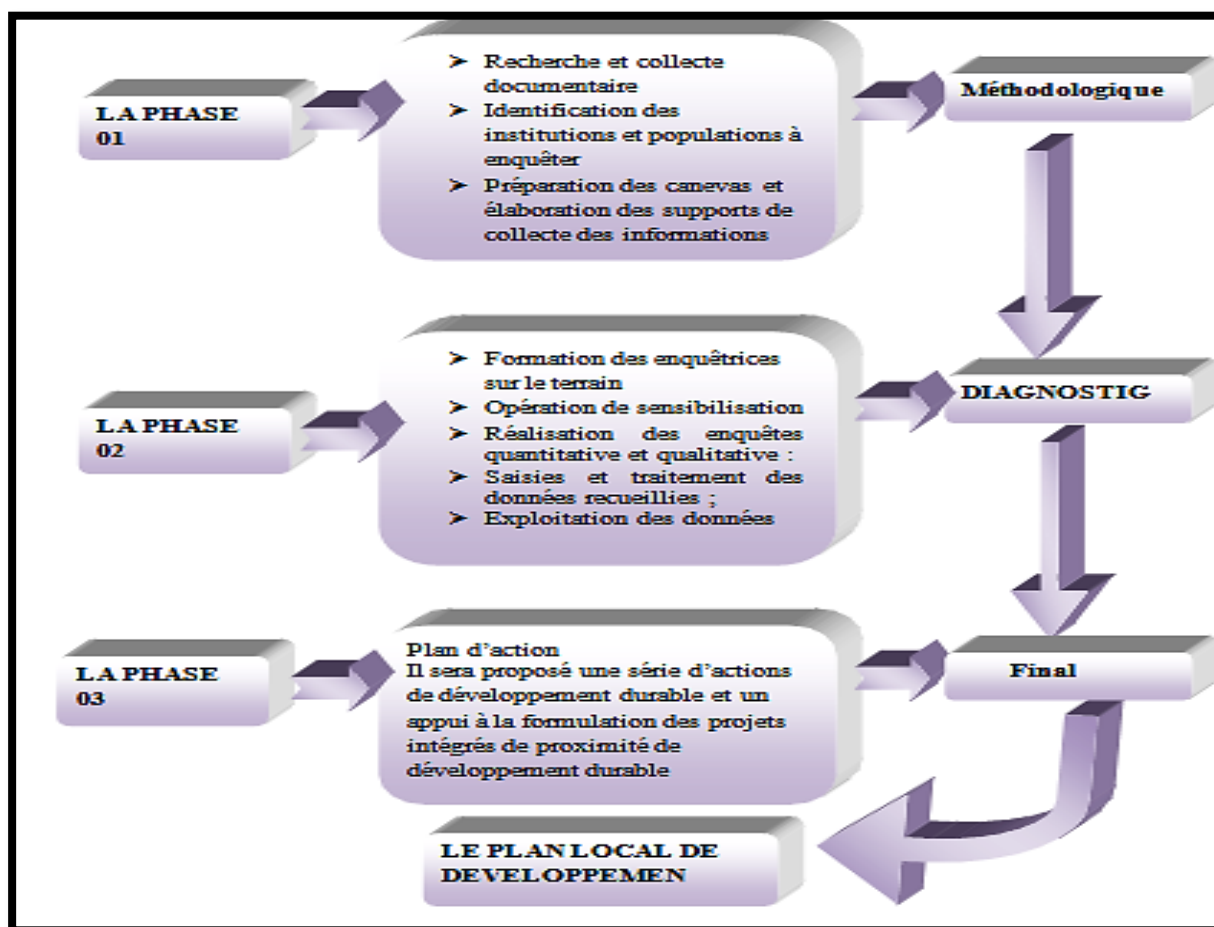 LA PHASE
01
➢ Recherche et collecte
documentaire
➢ Identification des
institutions et populations à
enquêter
➢ Préparation des canevas et
élaboration des supports de
collecte des informations
Méthodologique
LA PHASE
02
➢ Formation des enquêtrices
sur le terrain
➢ Opération de sensibilisation
➢ Réalisation des enquêtes
quantitative et qualitative :
➢ Saisies et traitement des
données recueillies ;
➢ Exploitation des données
DIAGNOSTIG
LA PHASE
03
Plan d’action
Il sera proposé une série d’actions
de développement durable et un
appui à la formulation des projets
intégrés de proximité de
développement durable
Final
LE PLAN LOCAL DE
DEVELOPPEMEN